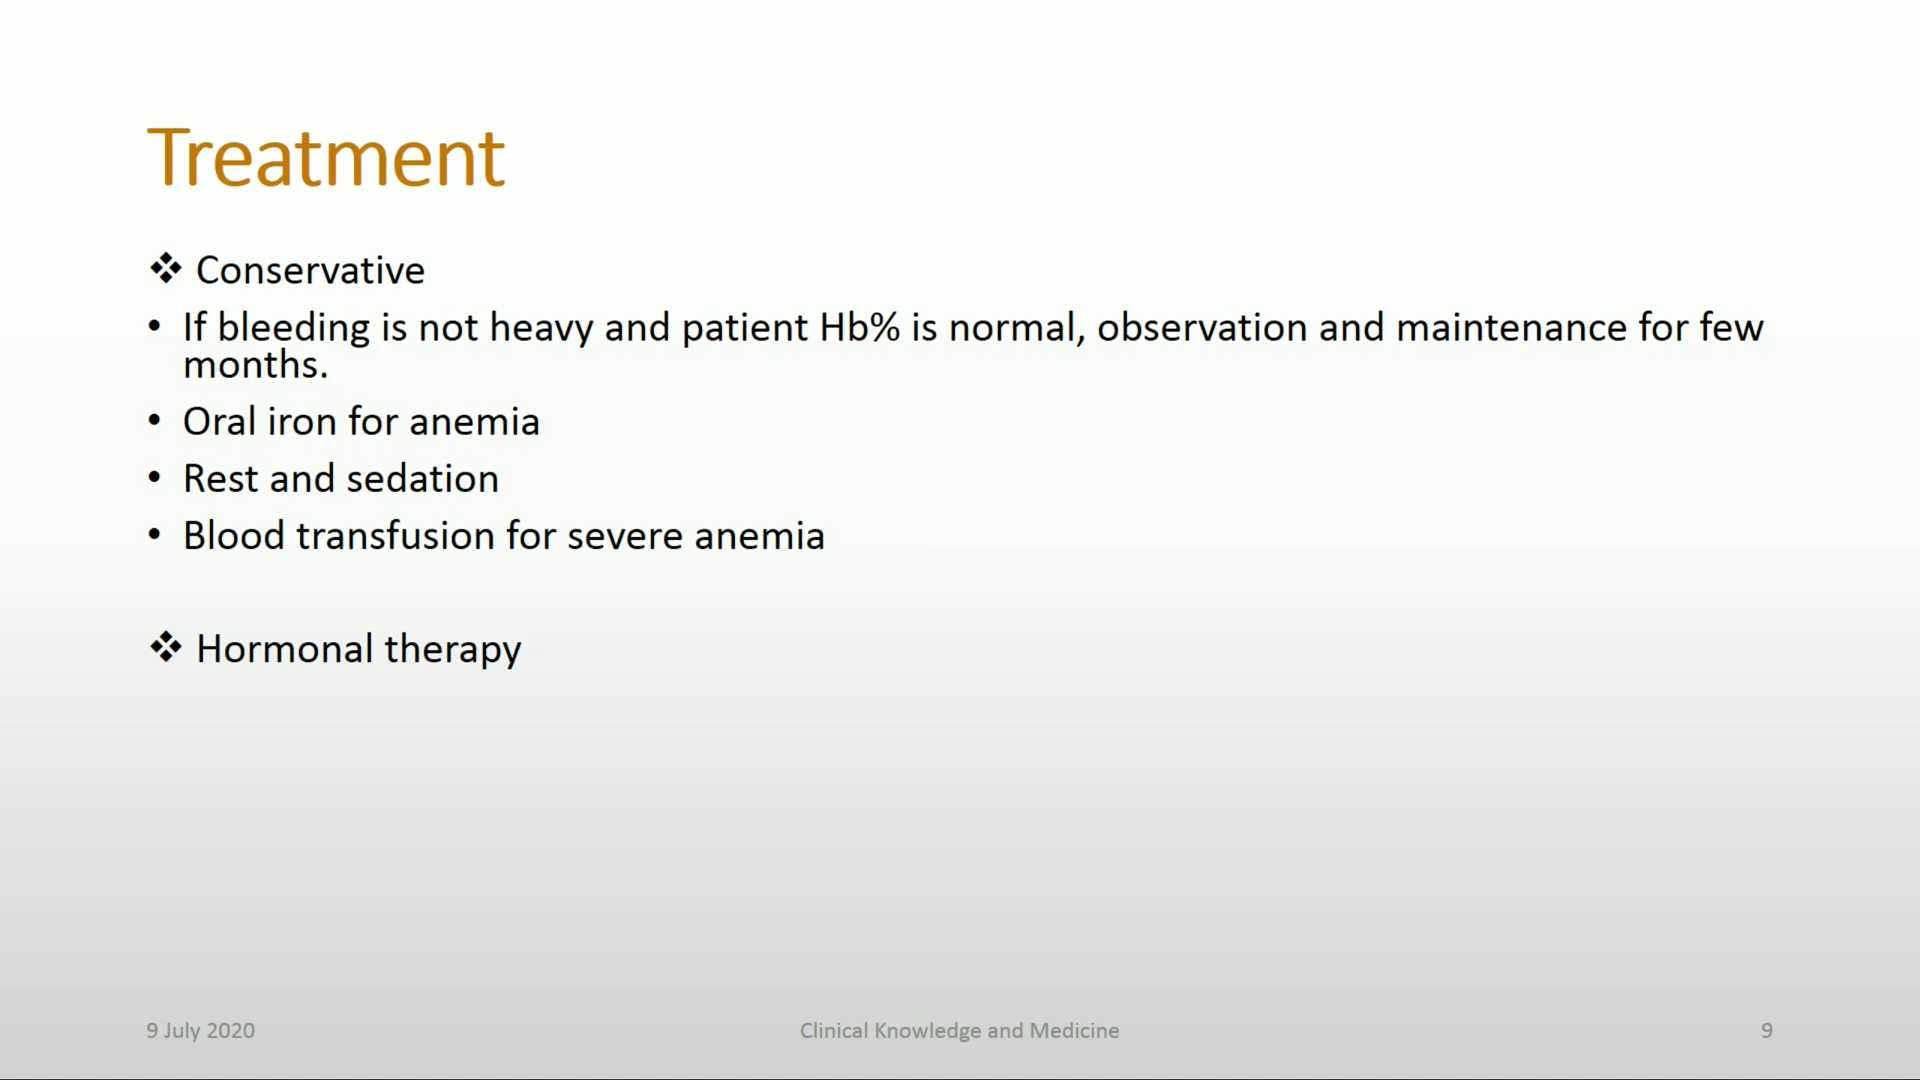 Treatment
❖ Conservative
• If bleeding is not heavy and patient Hb% is normal, observation and maintenance for few
months.
• Oral iron for anemia
• Rest and sedation
• Blood transfusion for severe anemia
❖ Hormonal therapy
9 July 2020
Clinical Knowledge and Medicine
9